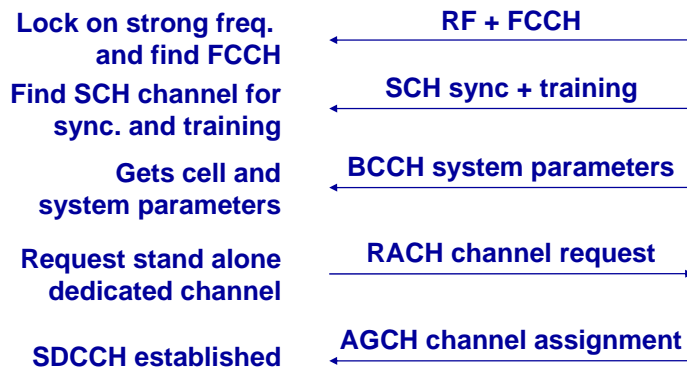 Lock on strong freq.
and find FCCH
RF + FCCH
Find SCH channel for
sync. and training
SCH sync + training
Gets cell and
system parameters
BCCH system parameters
Request stand alone
dedicated channel
RACH channel request
SDCCH established
AGCH channel assignment